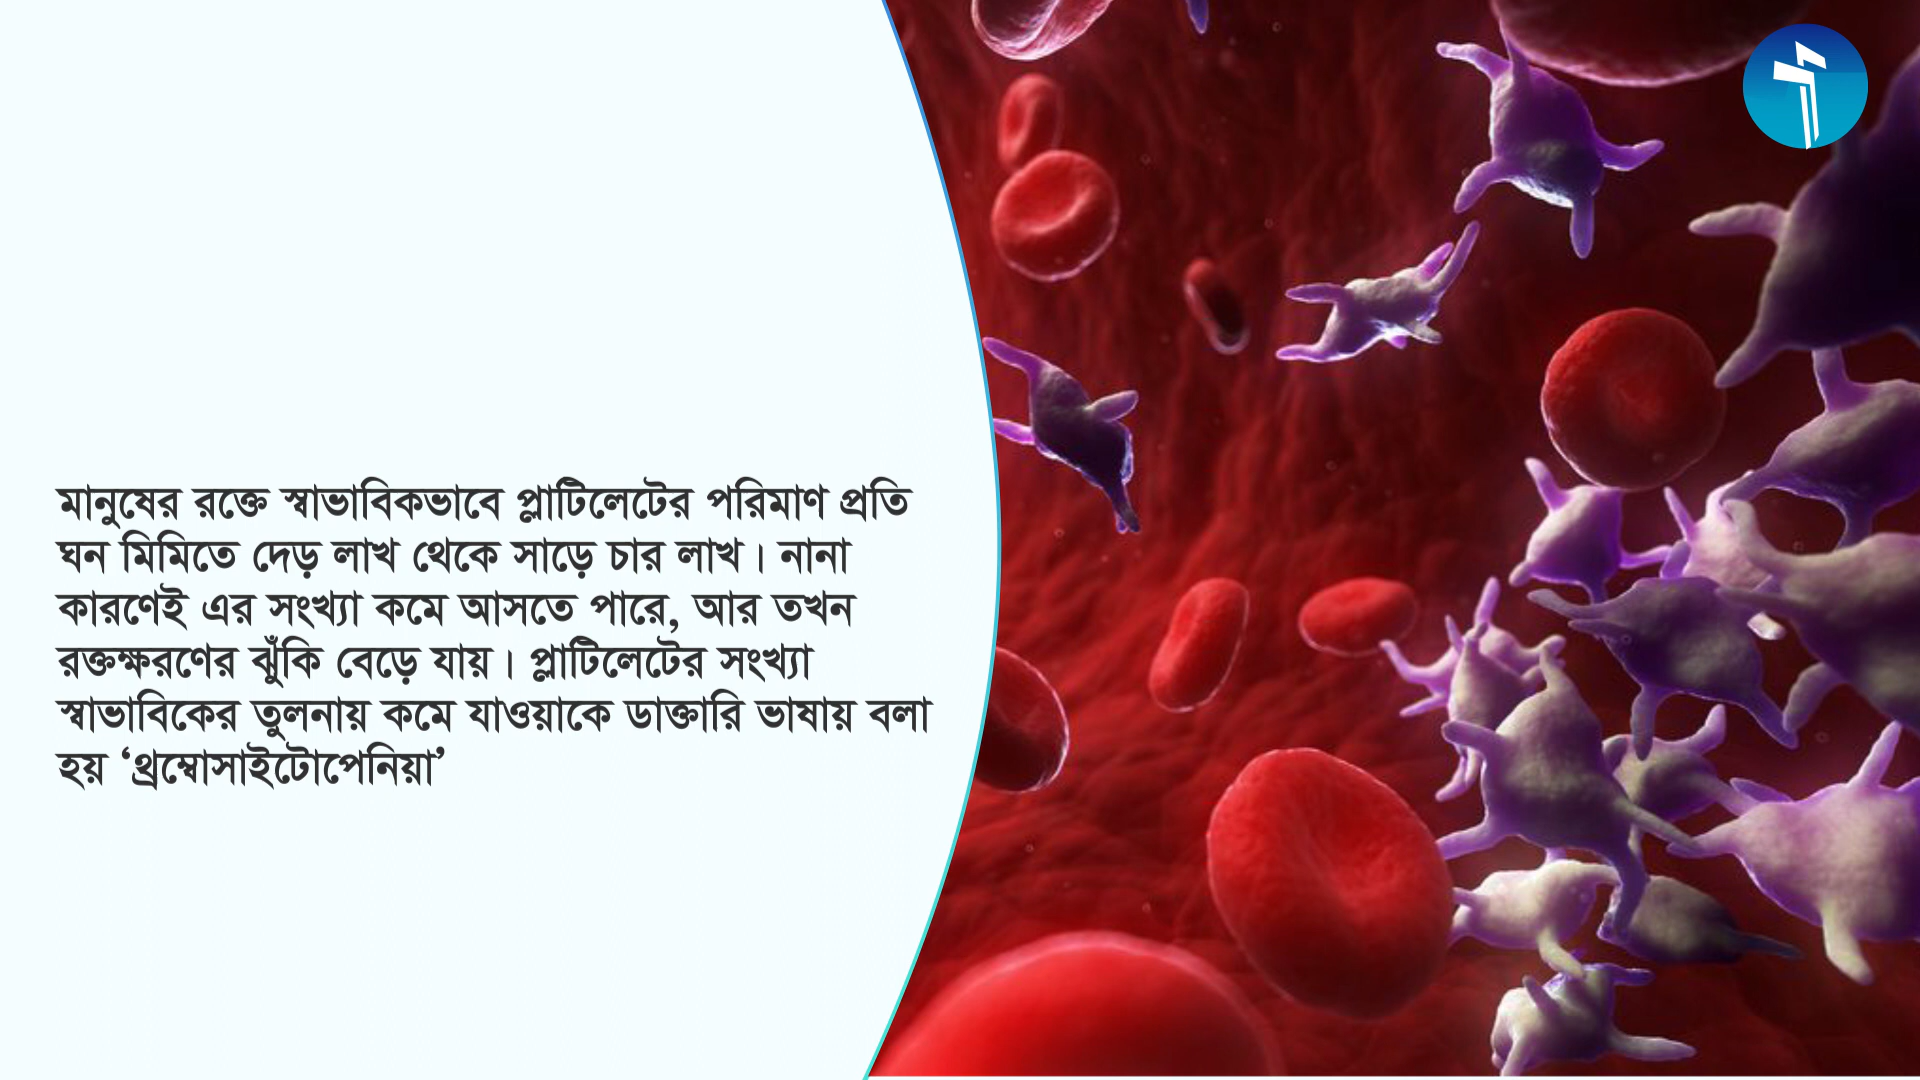 মানুষের রক্তে স্বাভাবিকভাবে প্লাটিলেটের পরিমাণ প্রতি
ঘন মিমিতে দেড় লাখ থেকে সাড়ে চার লাখ। নানা
কারণেই এর সংখ্যা কমে আসতে পারে, আর তখন
রক্তক্ষরণের ঝুঁকি বেড়ে যায়। প্লাটিলেটের সংখ্যা
স্বাভাবিকের তুলনায় কমে যাওয়াকে ডাক্তারি ভাষায় বলা
হয় ‘থ্রম্বোসাইটোপেনিয়া’